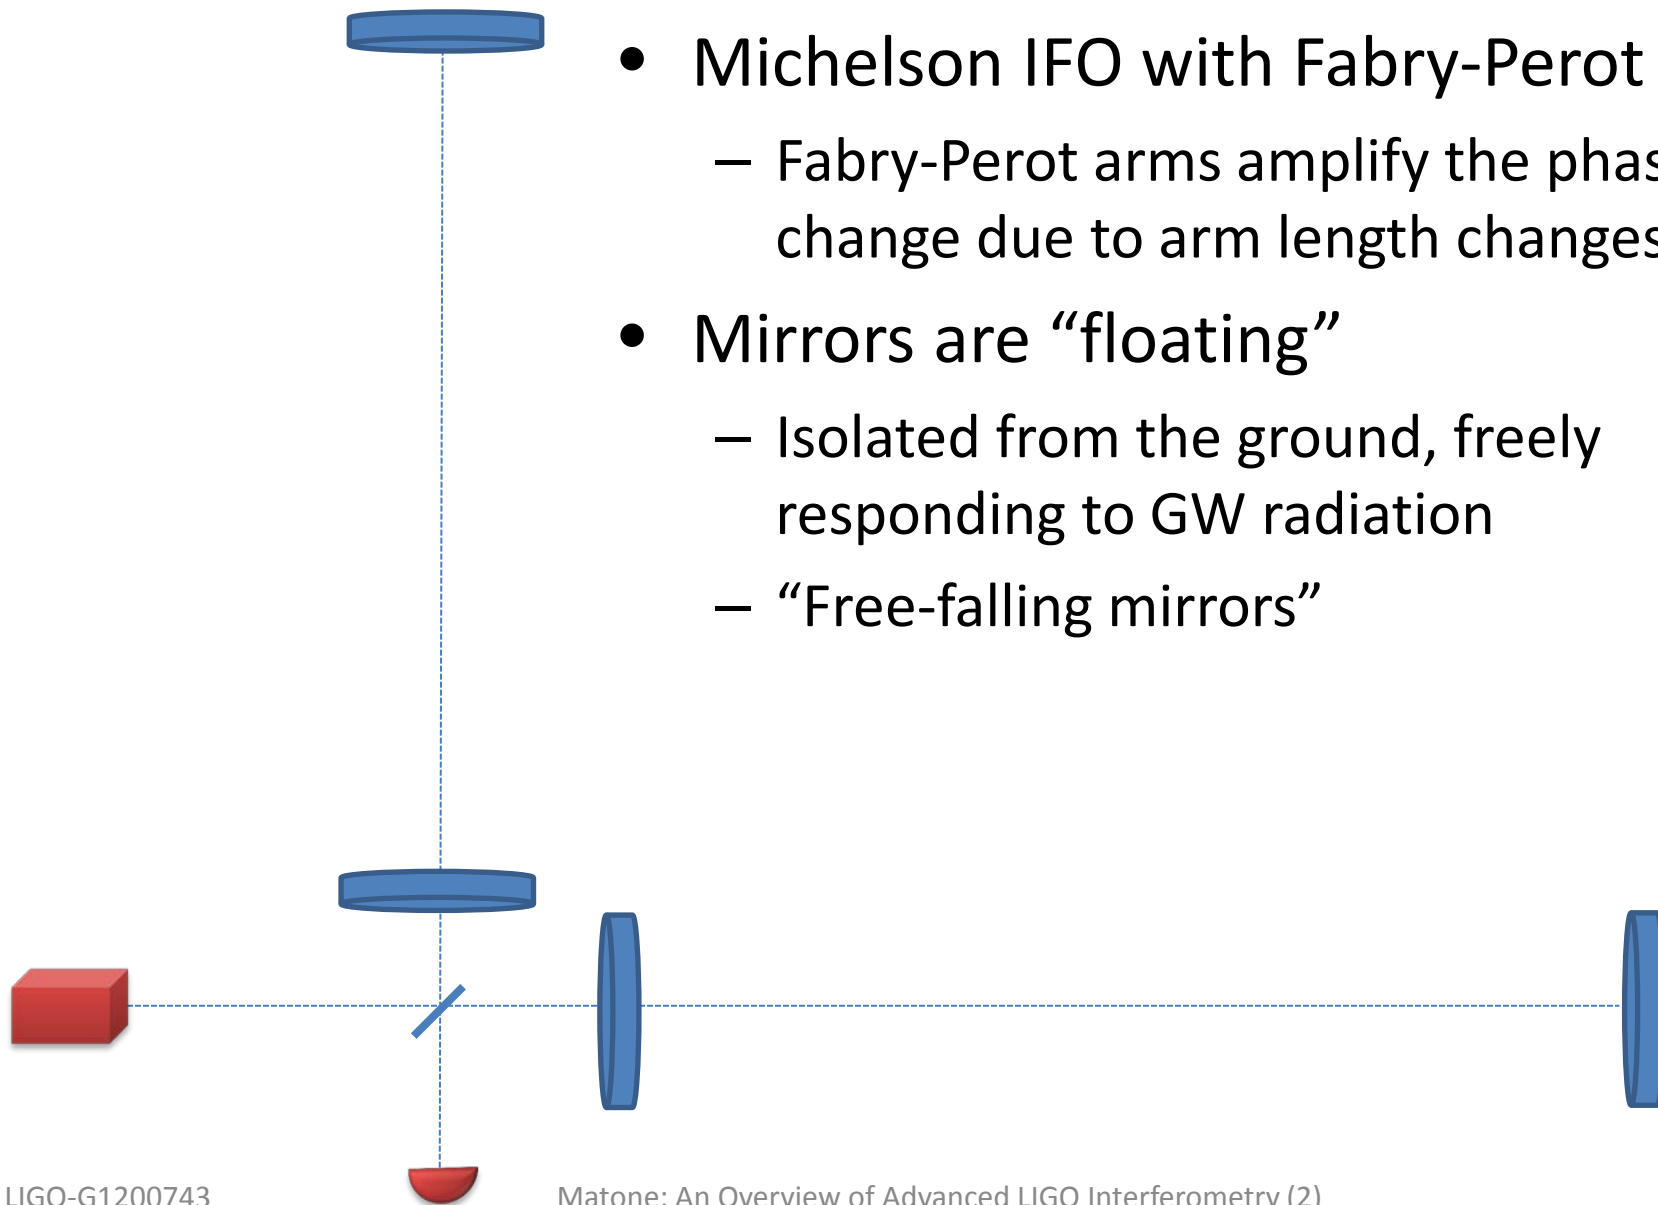 • Michelson IFO with Fabry-Perot
– Fabry-Perot arms amplify the phas
change due to arm length changes
• Mirrors are “floating”
– Isolated from the ground, freely
responding to GW radiation
– “Free-falling mirrors”
LIGO-G1200743
Matone: An Overview of Advanced LIGO Interferometry (2)